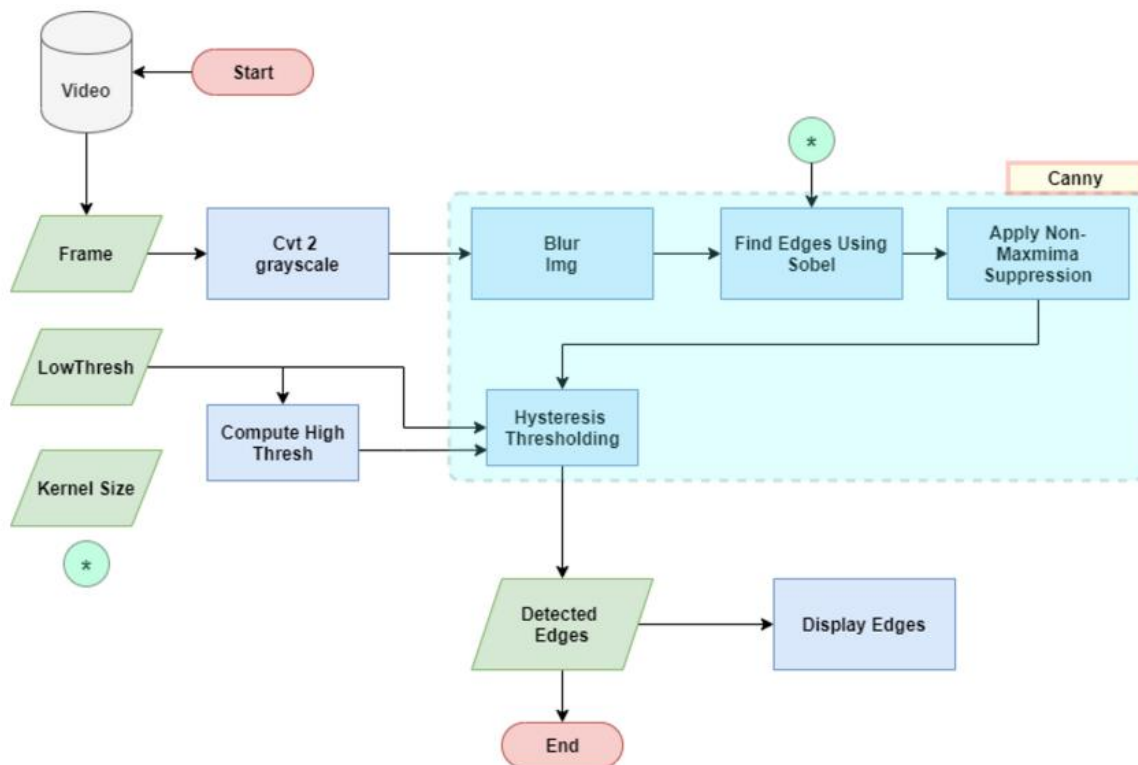 Video
Start
*
Canny
Frame
Cvt 2
grayscale
Blur
Img
Find Edges Using
Sobel
Apply Non-
Maxmima
Suppression
LowThresh
Compute High
Thresh
Hysteresis
Thresholding
Kernel Size
*
Detected
Edges
Display Edges
End